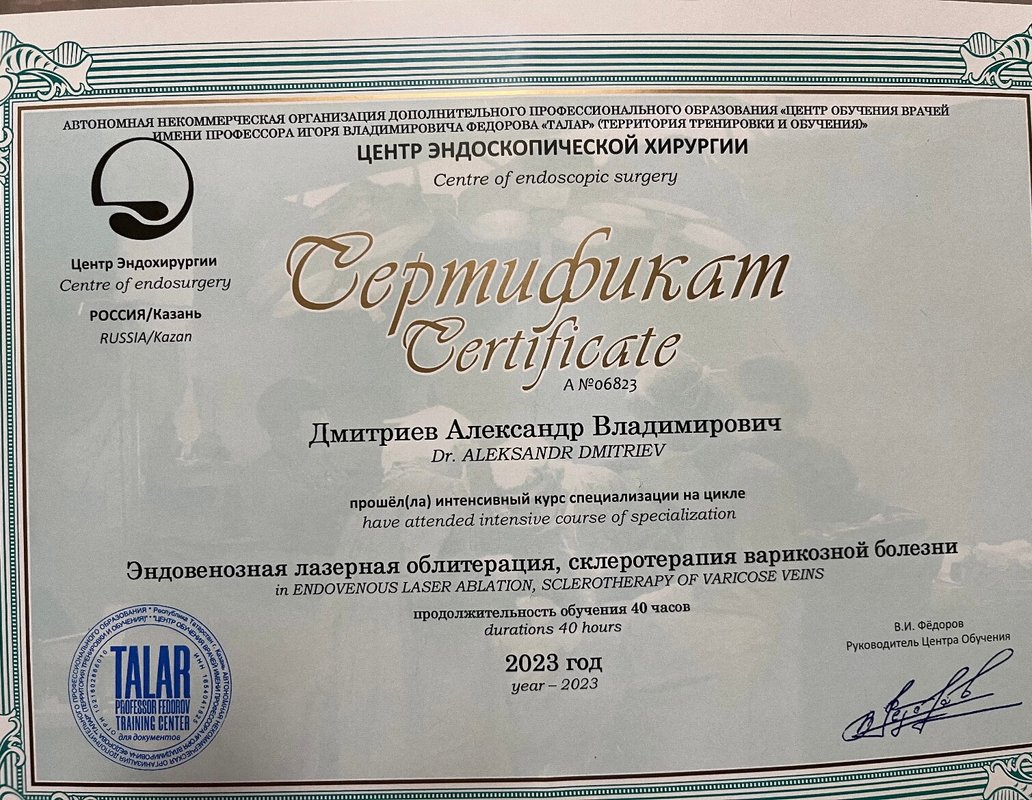 АВТОНОМНАЯ НЕКОММЕРЧЕСКАЯ ОРГАНИЗАЦИЯ ДОПОЛНИТЕЛЬНОГО ПРОФЕССИОНАЛЬНОГО ОБРАЗОВАНИЯ «ЦЕНТР ОБУЧЕНИЯ ВРАЧЕЙ
ИМЕНИ ПРОФЕССОРА ИГОРЯ ВЛАДИМИРОВИЧА ФЕДОРОВА «ТАЛАР» (ТЕРРИТОРИЯ ТРЕНИРОВКИ И ОБУЧЕНИЯ)»
ЦЕНТР ЭНДОСКОПИЧЕСКОЙ ХИРУРГИИ
Centre of endoscopic surgery
Центр Эндохирургии
Centre of endosurgery
РОССИЯ/Казань
RUSSIA/Kazan
Сертификат
Certificate
А №06823
Дмитриев Александр Владимирович
Dr. ALEKSANDR DMITRIEV
прошёл(ла) интенсивный курс специализации на цикле
have attended intensive course of specialization
Эндовенозная лазерная облитерация, склеротерапия варикозной болезни
in ENDOVENOUS LASER ABLATION, SCLEROTHERAPY OF VARICOSE VEINS
продолжительность обучения 40 часов
durations 40 hours
2023 год
year – 2023
В.И. Фёдоров
Руководитель Центра Обучения
TALAR
PROFESSOR FEDOROV
TRAINING CENTER
для документов